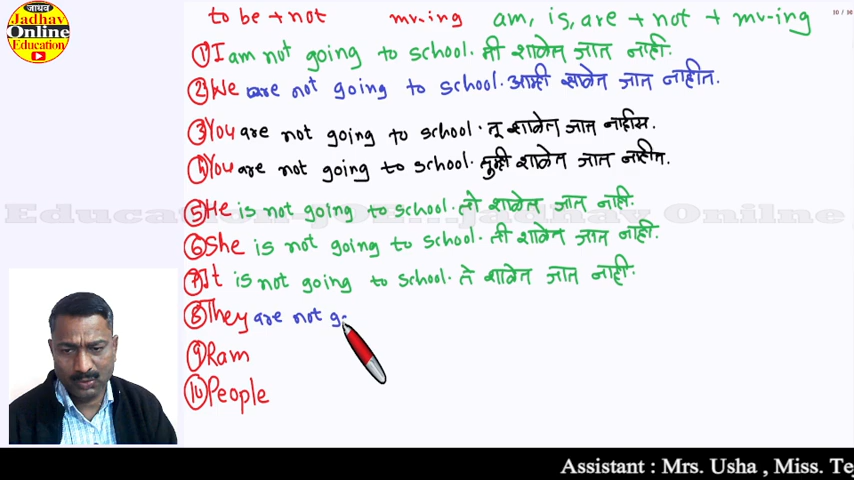 जाधव
Jadhav
Online
Education
to be + not mv-ing am, is, are + not + mv-ing
10 / 10
① I am not going to school. मी शाळेत जात नाही.
② We are not going to school. आम्ही शाळेत जात नाहीत.
③ You are not going to school. तू शाळेत जात नाहीस.
④ You are not going to school. तुम्ही शाळेत जात नाहीत.
⑤ He is not going to school. तो शाळेत जात नाही.
⑥ She is not going to school. ती शाळेत जात नाही.
⑦ It is not going to school. ते शाळेत जात नाही.
⑧ They are not g
⑨ Ram
⑩ People
Assistant : Mrs. Usha , Miss. Te